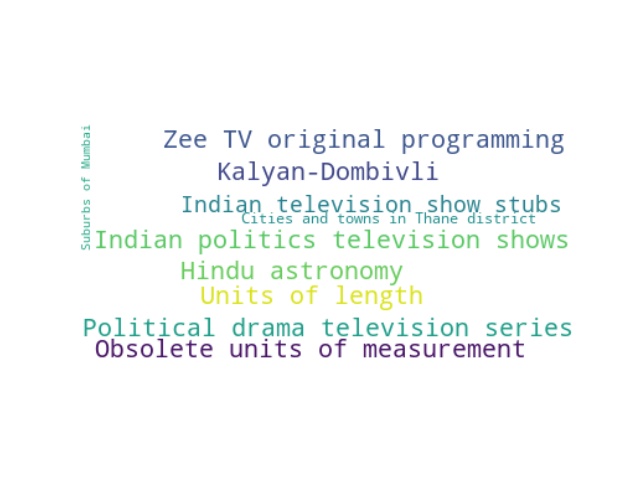 Suburbs of Mumbai
Zee TV original programming
Kalyan-Dombivli
Indian television show stubs
Cities and towns in Thane district
Indian politics television shows
Hindu astronomy
Units of length
Political drama television series
Obsolete units of measurement